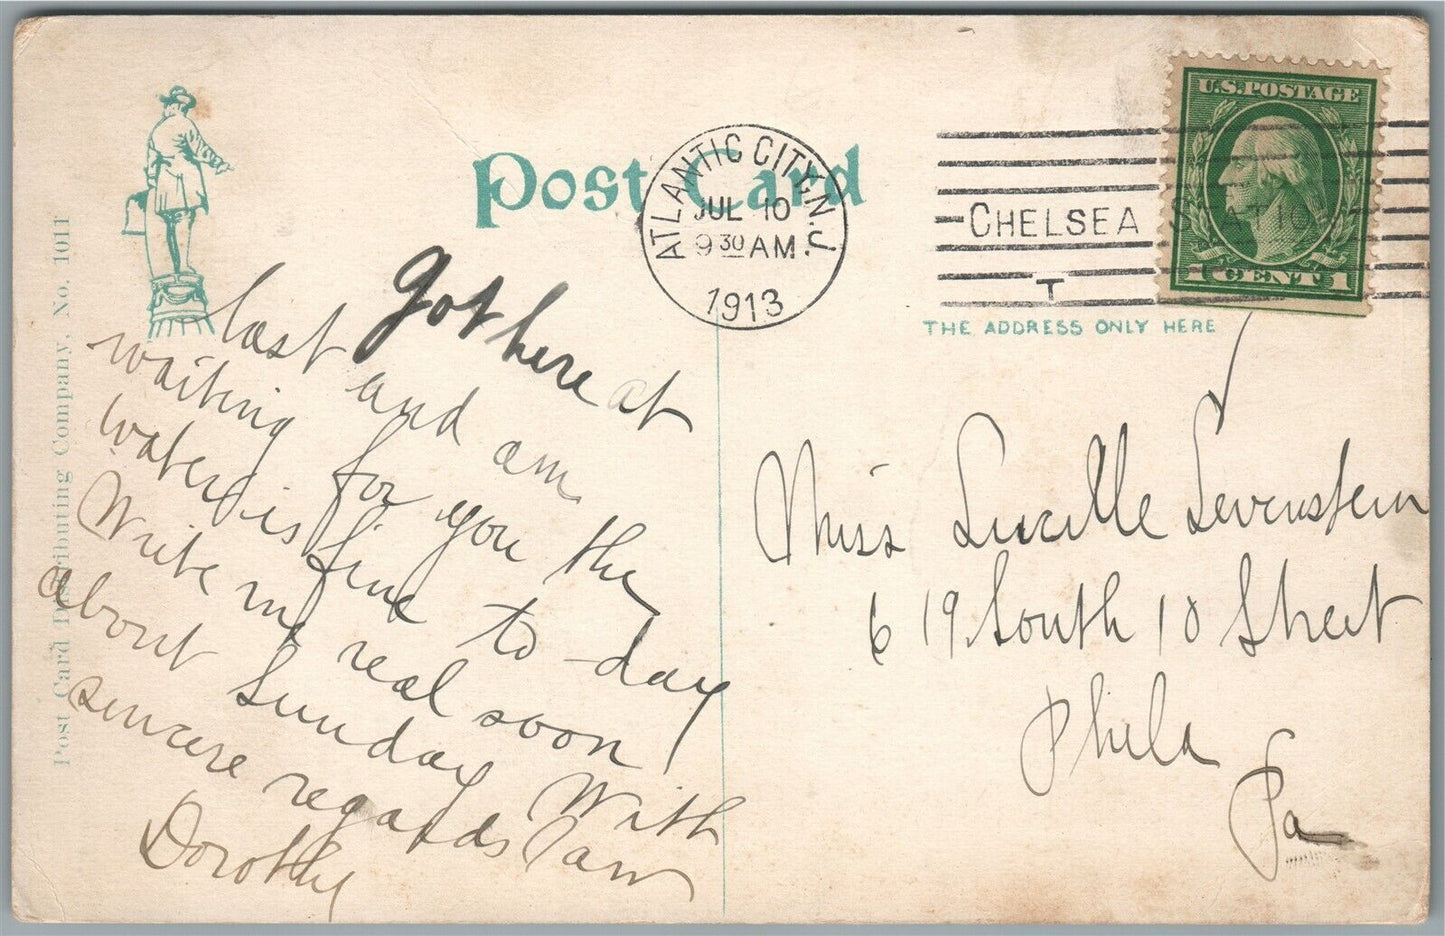 Post Card
ATLANTIC CITY, N.J.
JUL 10
9 30 AM
1913
CHELSEA STATION
T
U.S. POSTAGE
1 CENT 1
THE ADDRESS ONLY HERE
Post Card Distributing Company, No. 1011
Got here at
last and am
waiting for you the
water is fine to-day
Write me real soon
about Sunday With
sincere regards I am
Dorothy
Miss Lucille Levenstein
619 South 10 Street
Phila
Pa